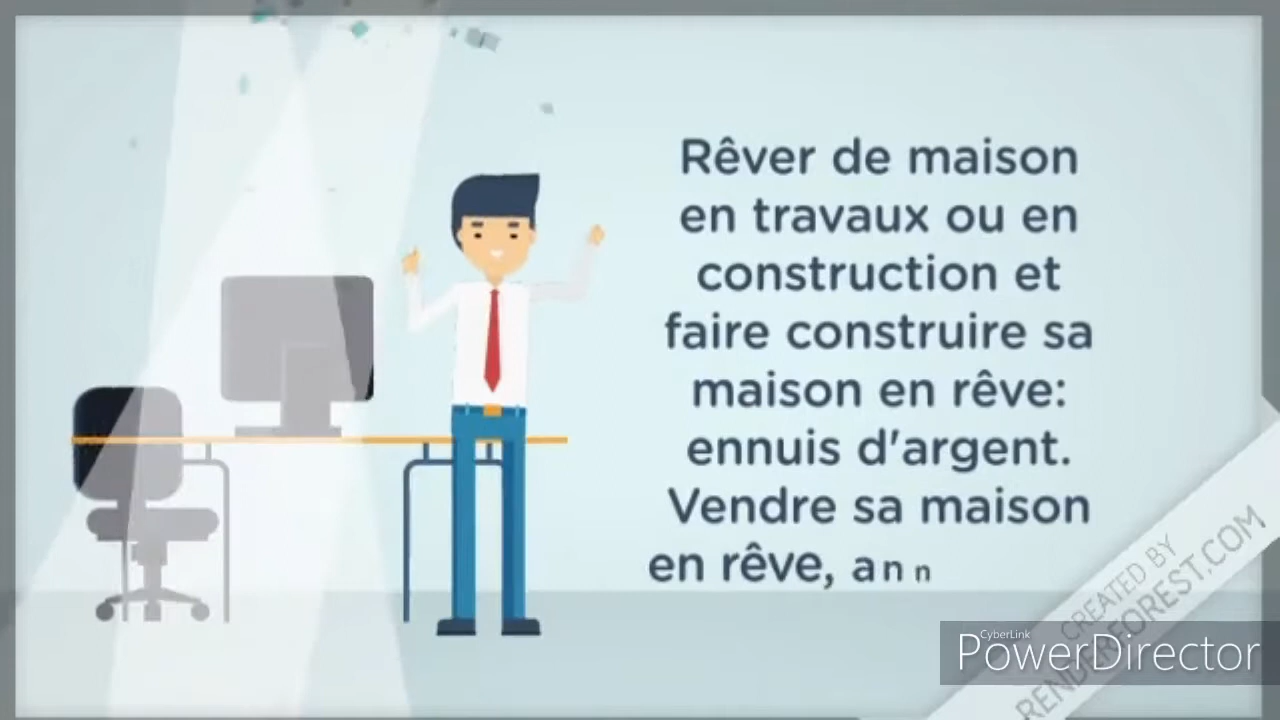 Rêver de maison
en travaux ou en
construction et
faire construire sa
maison en rêve:
ennuis d'argent.
Vendre sa maison
en rêve, ann
CREATED BY
RENDERFOREST.COM
CyberLink
PowerDirector